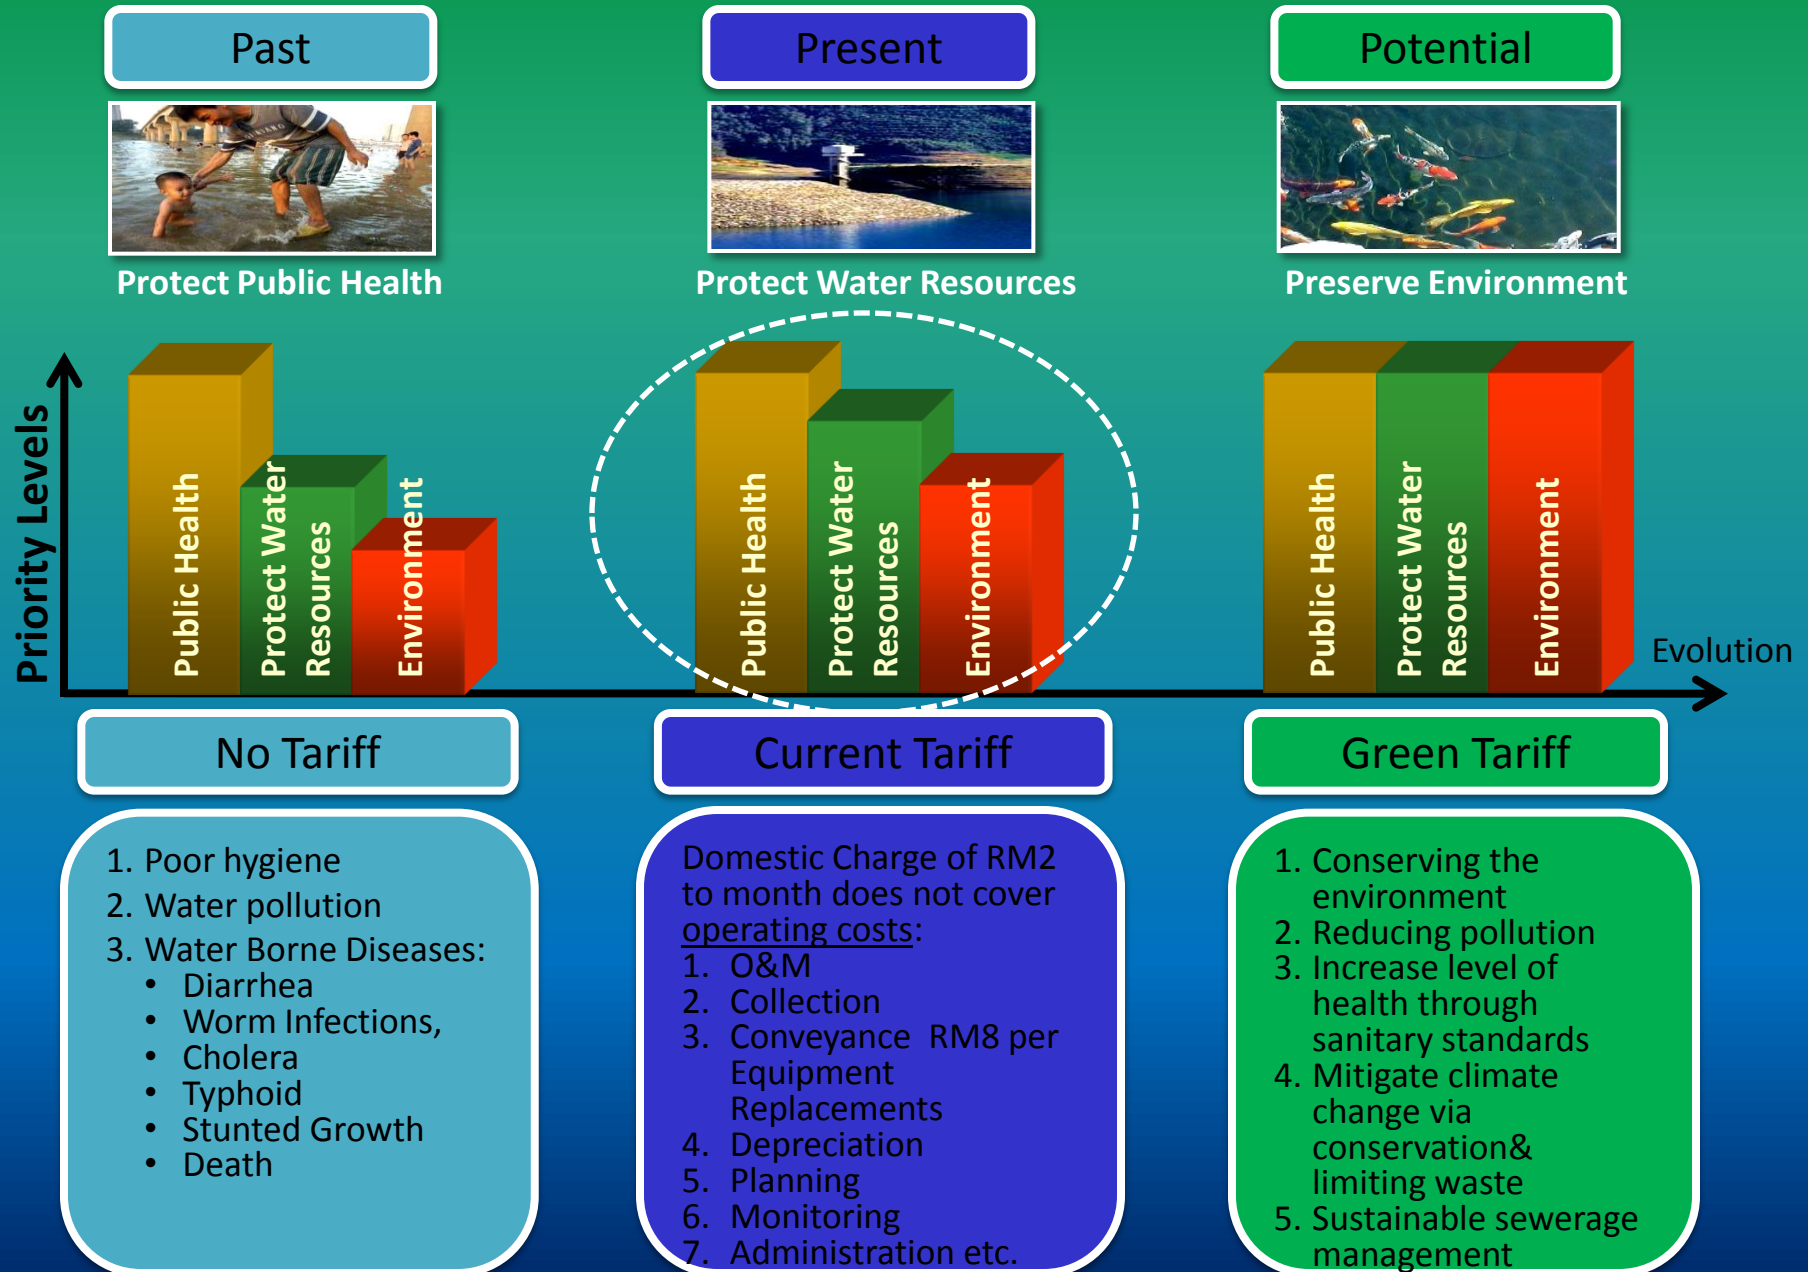 Past
Present
Potential
Protect Public Health
Protect Water Resources
Preserve Environment
Priority Levels
Public Health
Protect Water
Resources
Environment
Public Health
Protect Water
Resources
Environment
Public Health
Protect Water
Resources
Environment
Evolution
No Tariff
1. Poor hygiene
2. Water pollution
3. Water Borne Diseases:
• Diarrhea
• Worm Infections,
• Cholera
• Typhoid
• Stunted Growth
• Death
Current Tariff
Domestic Charge of RM2
to month does not cover
operating costs:
1. O&M
2. Collection
3. Conveyance RM8 per
Equipment
Replacements
4. Depreciation
5. Planning
6. Monitoring
7. Administration etc.
Green Tariff
1. Conserving the
environment
2. Reducing pollution
3. Increase level of
health through
sanitary standards
4. Mitigate climate
change via
conservation&
limiting waste
5. Sustainable sewerage
management